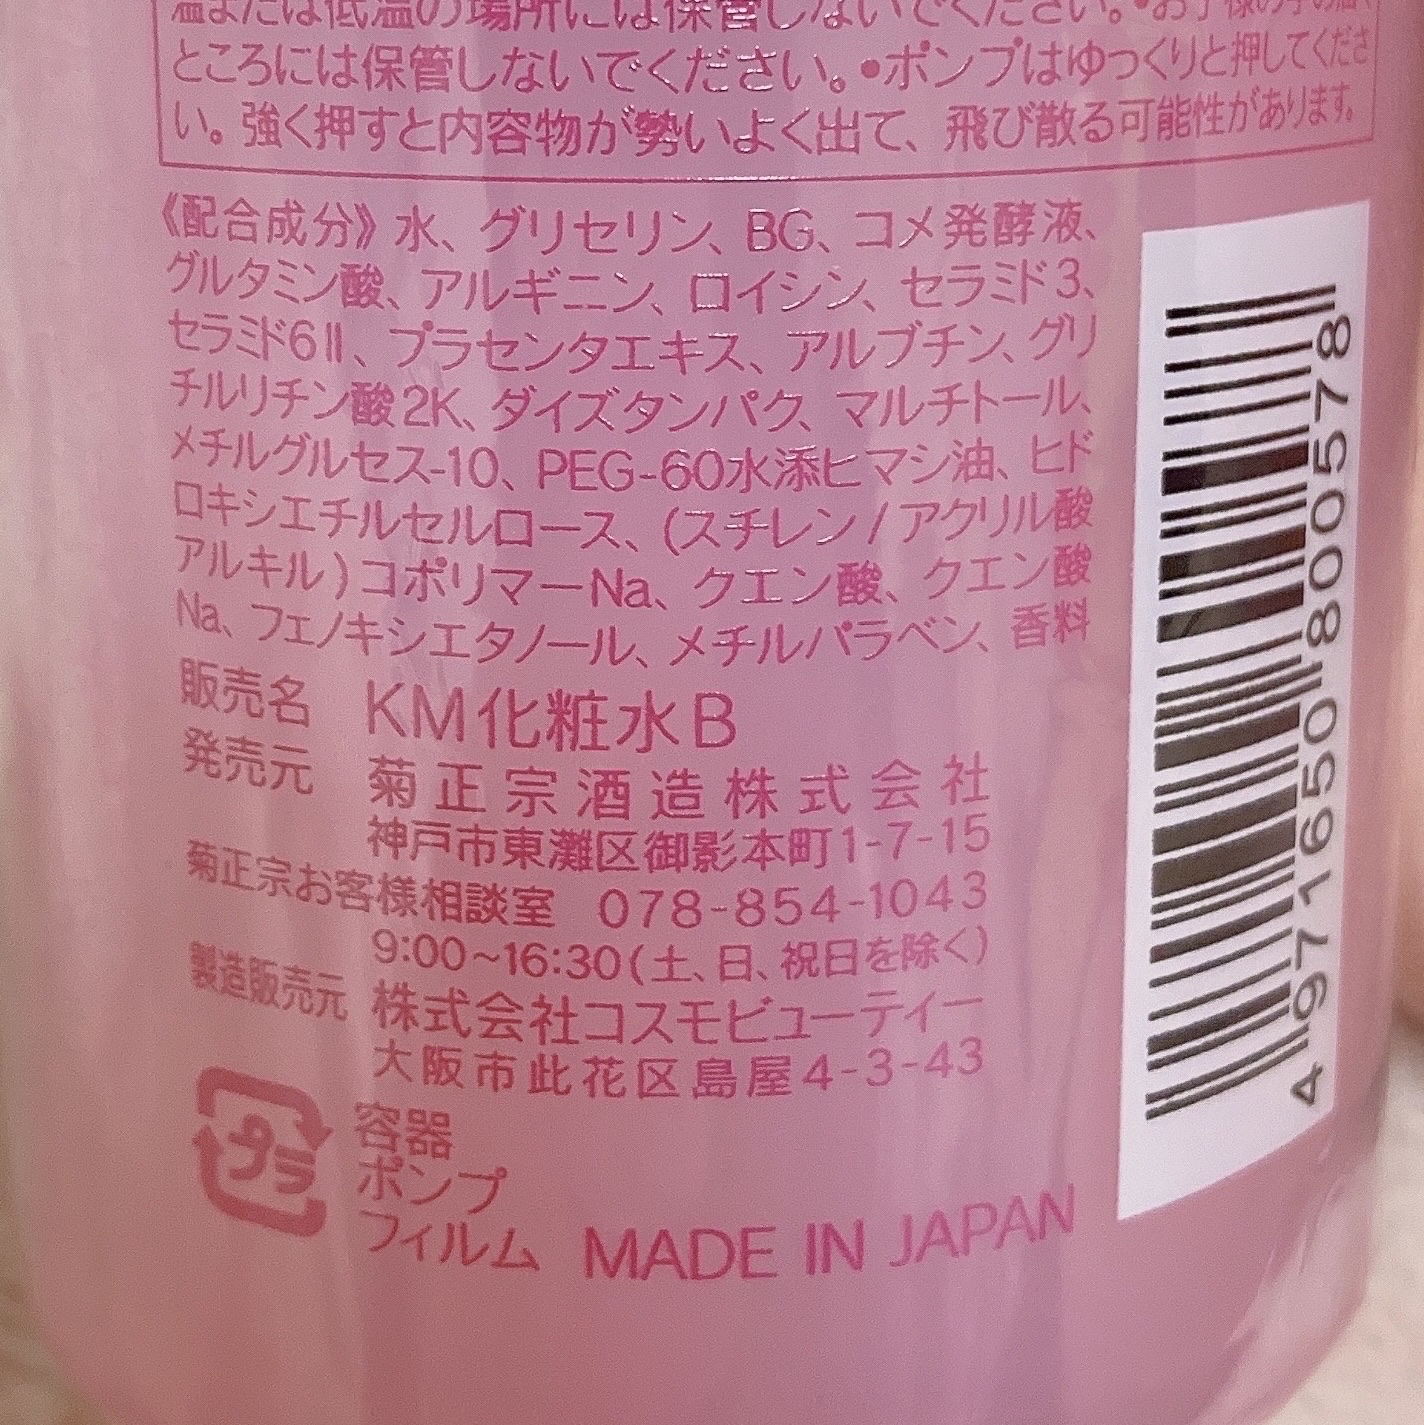 温または低温の場所には保管しないでください。•お子様の手の届く
ところには保管しないでください。•ポンプはゆっくりと押してくださ
い。強く押すと内容物が勢いよく出て、飛び散る可能性があります。
《配合成分》水、グリセリン、BG、コメ発酵液、
グルタミン酸、アルギニン、ロイシン、セラミド3、
セラミド6Ⅱ、プラセンタエキス、アルブチン、グリ
チルリチン酸2K、ダイズタンパク、マルチトール、
メチルグルセス-10、PEG-60水添ヒマシ油、ヒド
ロキシエチルセルロース、(スチレン/アクリル酸
アルキル)コポリマーNa、クエン酸、クエン酸
Na、フェノキシエタノール、メチルパラベン、香料
販売名 KM化粧水B
発売元 菊正宗酒造株式会社
神戸市東灘区御影本町1-7-15
菊正宗お客様相談室 078-854-1043
9:00~16:30(土、日、祝日を除く)
製造販売元 株式会社コスモビューティー
大阪市此花区島屋4-3-43
プラ
容器
ポンプ
フィルム
MADE IN JAPAN
4971650800578